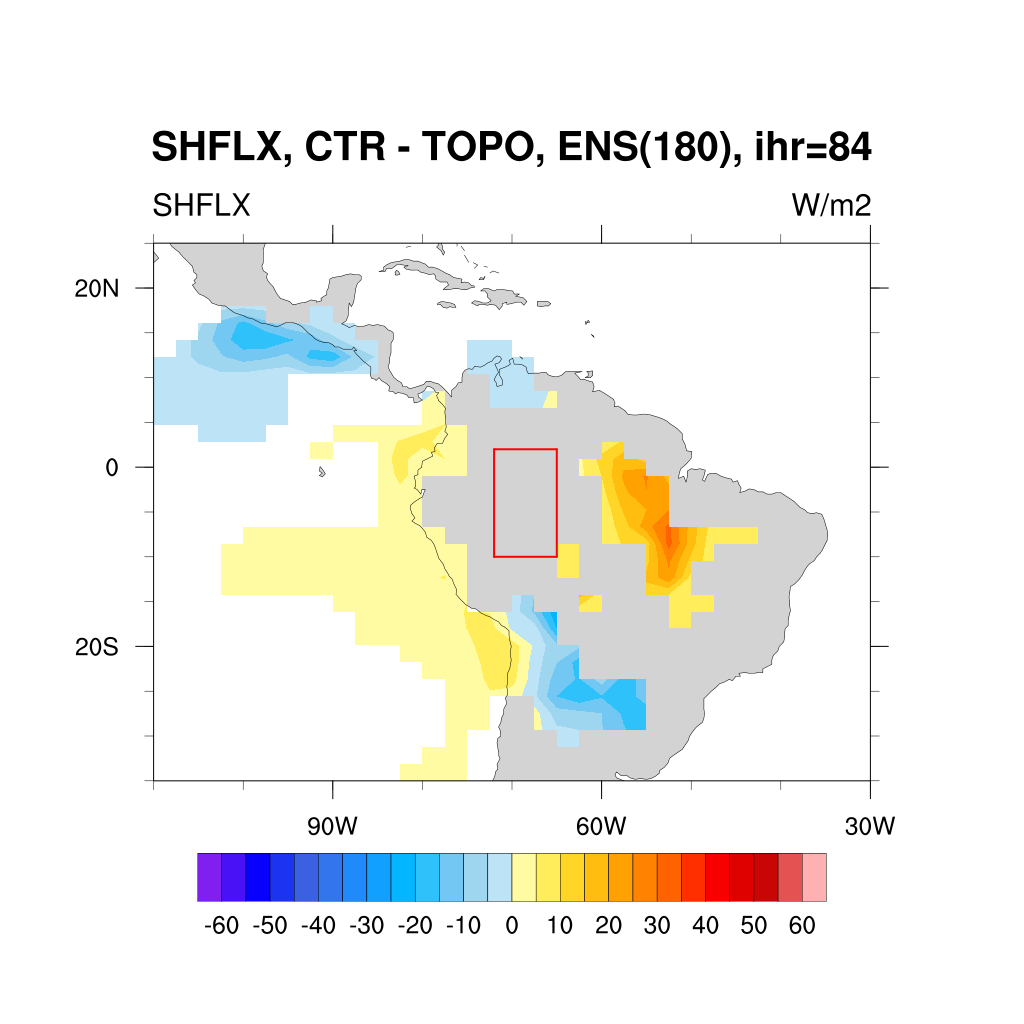 SHFLX, CTR - TOPO, ENS(180), ihr=84
SHFLX W/m2
20N
0
20S
90W 60W 30W
-60 -50 -40 -30 -20 -10 0 10 20 30 40 50 60